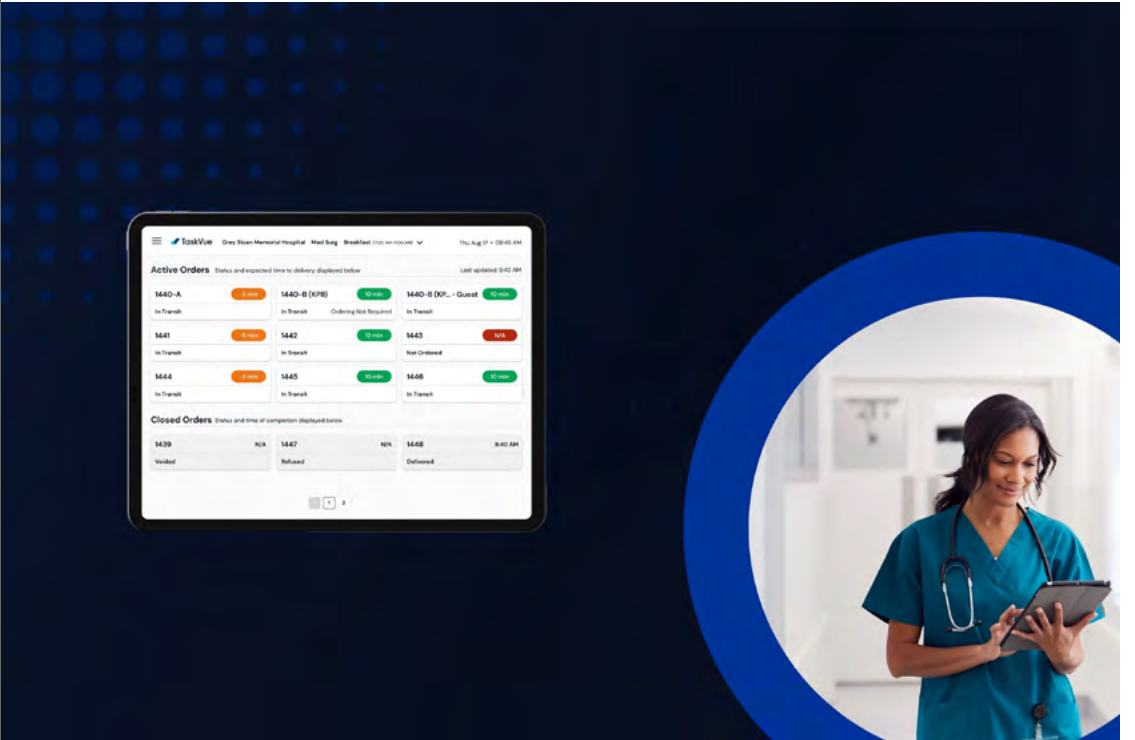 TaskVue Grey Sloan Memorial Hospital Med Surg Breakfast Thu Aug 17 • 09:45 AM
Active Orders Status and expected time to delivery displayed below Last updated 9:42 AM
1440-A 1440-B (KPB) 10 min 1440-B (KP... - Guest 10 min
In Transit In Transit Ordering Not Required In Transit
1441 1442 10 min 1443 N/A
In Transit In Transit Not Ordered
1444 1445 10 min 1446 10 min
In Transit In Transit In Transit
Closed Orders Status and time of completion displayed below
1439 N/A 1447 N/A 1448 8:40 AM
Voided Refused Delivered
1 2